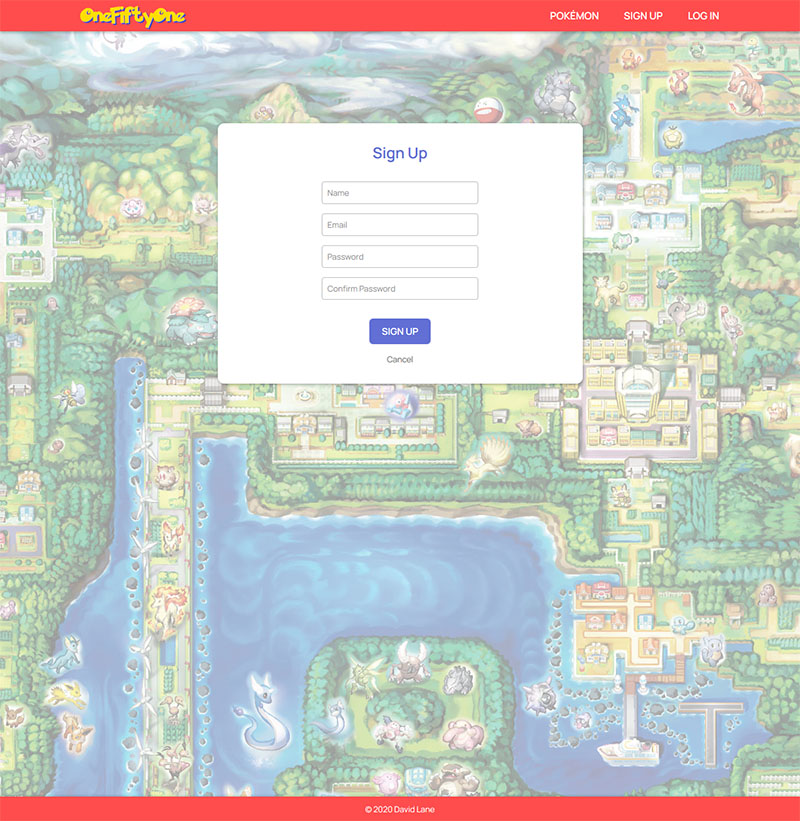 OneFiftyOne
POKÉMON SIGN UP LOG IN
Sign Up
Name
Email
Password
Confirm Password
SIGN UP
Cancel
© 2020 David Lane